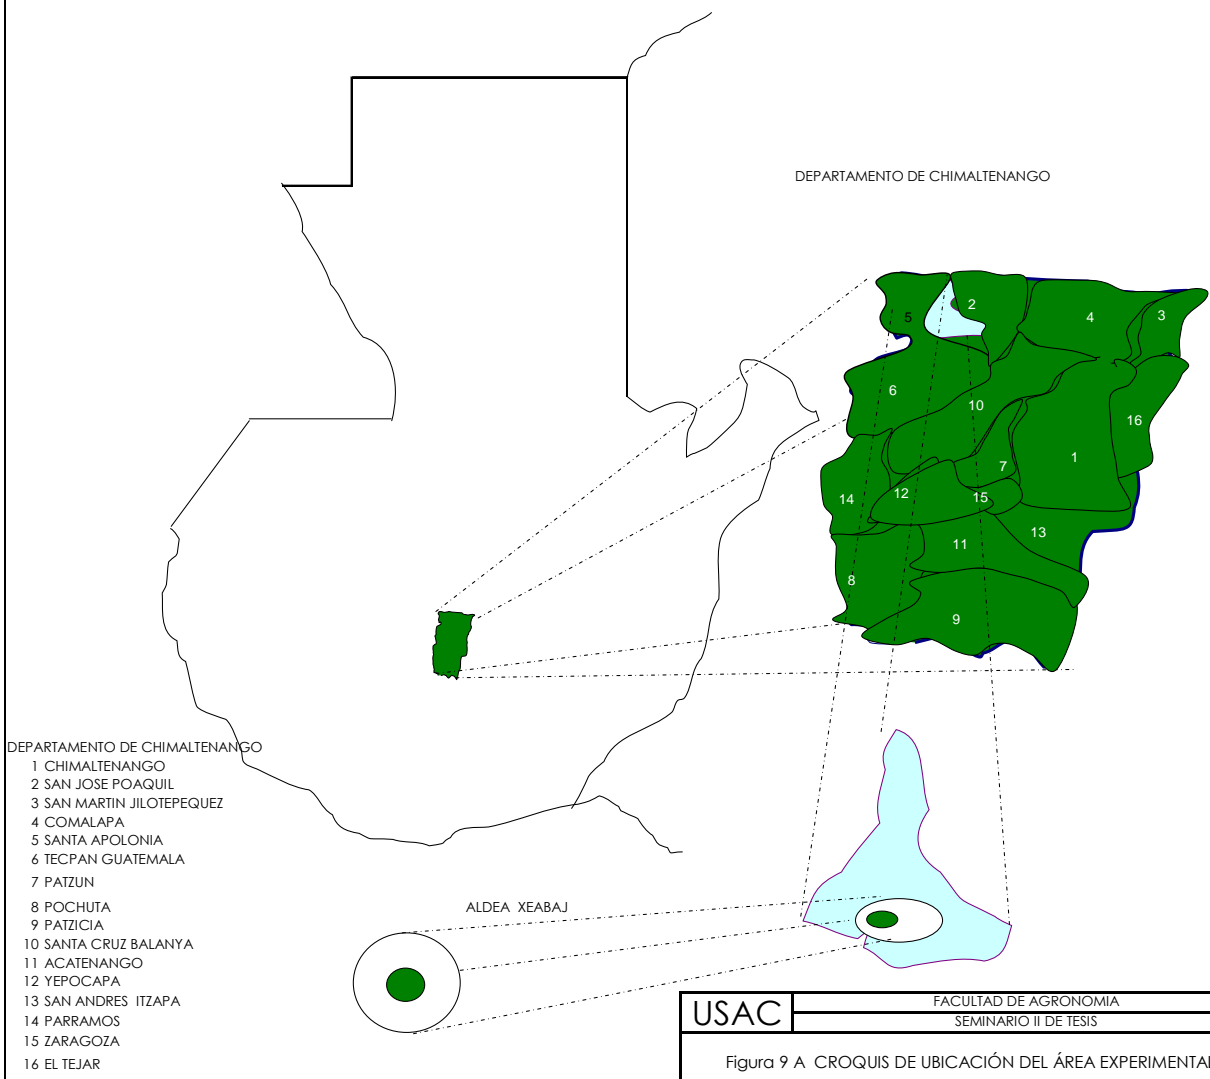 DEPARTAMENTO DE CHIMALTENANGO
2
5
4
3
6
10
16
7
1
12
14
15
13
11
8
9
DEPARTAMENTO DE CHIMALTENANGO
1 CHIMALTENANGO
2 SAN JOSE POAQUIL
3 SAN MARTIN JILOTEPEQUEZ
4 COMALAPA
5 SANTA APOLONIA
6 TECPAN GUATEMALA
7 PATZUN
8 POCHUTA
9 PATZICIA
10 SANTA CRUZ BALANYA
11 ACATENANGO
12 YEPOCAPA
13 SAN ANDRES ITZAPA
14 PARRAMOS
15 ZARAGOZA
16 EL TEJAR
ALDEA XEABAJ
USAC
FACULTAD DE AGRONOMIA
SEMINARIO II DE TESIS
Figura 9 A CROQUIS DE UBICACIÓN DEL ÁREA EXPERIMENTAL